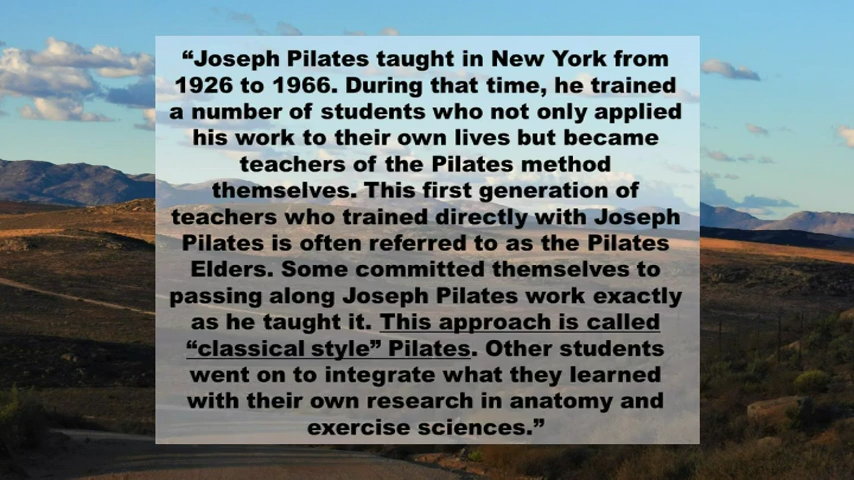 “Joseph Pilates taught in New York from
1926 to 1966. During that time, he trained
a number of students who not only applied
his work to their own lives but became
teachers of the Pilates method
themselves. This first generation of
teachers who trained directly with Joseph
Pilates is often referred to as the Pilates
Elders. Some committed themselves to
passing along Joseph Pilates work exactly
as he taught it. This approach is called
“classical style” Pilates. Other students
went on to integrate what they learned
with their own research in anatomy and
exercise sciences.”